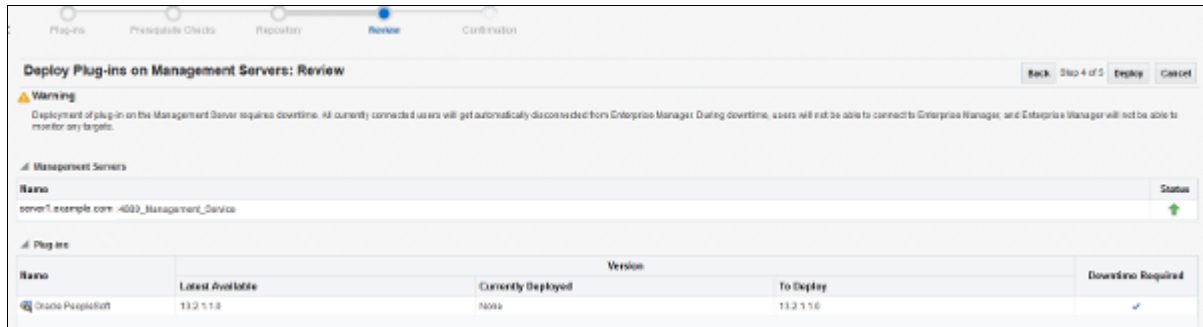 Plug-ins Prerequisite Checks Repository Review Confirmation
Deploy Plug-ins on Management Servers: Review
Back Step 4 of 5 Deploy Cancel
Warning
Deployment of plug-in on the Management Server requires downtime. All currently connected users will get automatically disconnected from Enterprise Manager. During downtime, users will not be able to connect to Enterprise Manager, and Enterprise Manager will not be able to
monitor any targets.
Management Servers
Name Status
server1.example.com :4889_Management_Service
Plug-ins
Name Version Downtime Required
Latest Available Currently Deployed To Deploy
Oracle PeopleSoft 13.2.1.1.0 None 13.2.1.1.0